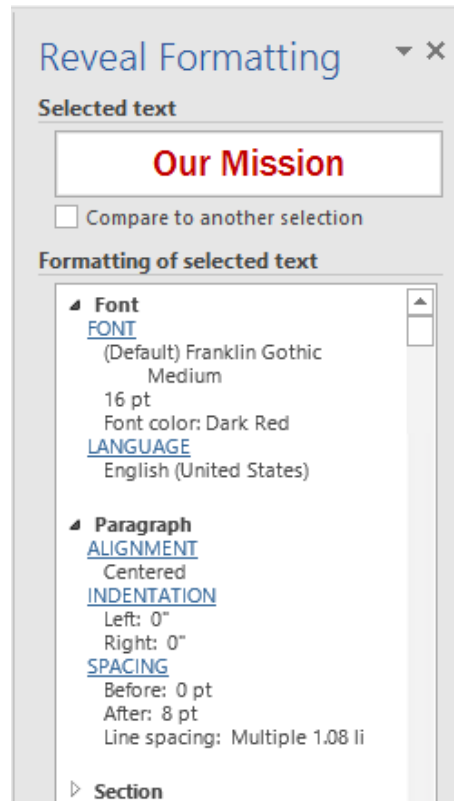 Reveal Formatting
Selected text
Our Mission
Compare to another selection
Formatting of selected text
Font
FONT
(Default) Franklin Gothic
Medium
16 pt
Font color: Dark Red
LANGUAGE
English (United States)
Paragraph
ALIGNMENT
Centered
INDENTATION
Left: 0"
Right: 0"
SPACING
Before: 0 pt
After: 8 pt
Line spacing: Multiple 1.08 li
Section